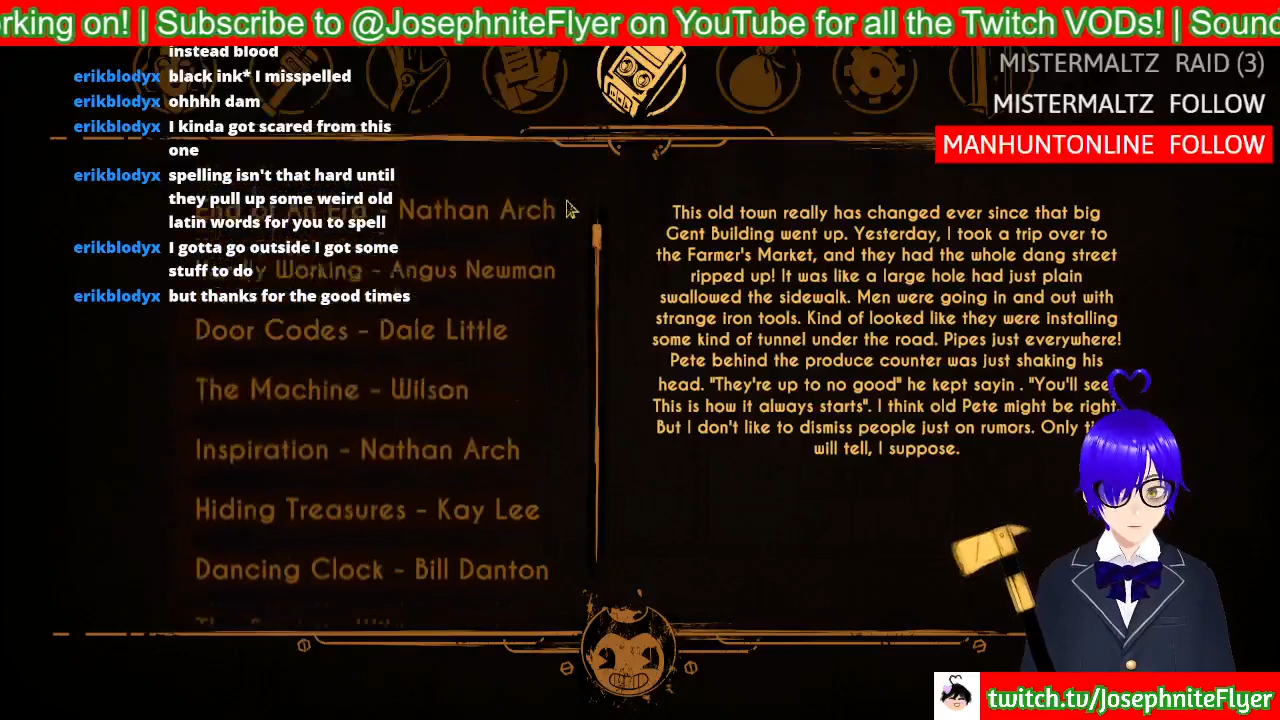 rking on! | Subscribe to @JosephniteFlyer on YouTube for all the Twitch VODs! | Sound
instead blood
erikblodyx black ink* I misspelled
erikblodyx ohhhh dam
erikblodyx I kinda got scared from this
one
erikblodyx spelling isn't that hard until
they pull up some weird old
latin words for you to spell
erikblodyx I gotta go outside I got some
stuff to do
erikblodyx but thanks for the good times
MISTERMALTZ RAID (3)
MISTERMALTZ FOLLOW
MANHUNTONLINE FOLLOW
End of An Era - Nathan Arch
Working - Angus Newman
Door Codes - Dale Little
The Machine - Wilson
Inspiration - Nathan Arch
Hiding Treasures - Kay Lee
Dancing Clock - Bill Danton
This old town really has changed ever since that big
Gent Building went up. Yesterday, I took a trip over to
the Farmer's Market, and they had the whole dang street
ripped up! It was like a large hole had just plain
swallowed the sidewalk. Men were going in and out with
strange iron tools. Kind of looked like they were installing
some kind of tunnel under the road. Pipes just everywhere!
Pete behind the produce counter was just shaking his
head. "They're up to no good" he kept sayin . "You'll see.
This is how it always starts". I think old Pete might be right.
But I don't like to dismiss people just on rumors. Only
will tell, I suppose.
twitch.tv/JosephniteFlyer